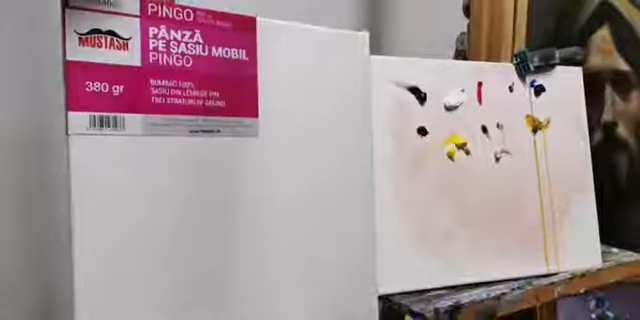 PINGO
MUSTASH
PÂNZĂ
PE ȘASIU MOBIL
PINGO
380 gr
BUMBAC 100%
ȘASIU DIN LEMN DE PIN
TREI STRATURI DE GRUND